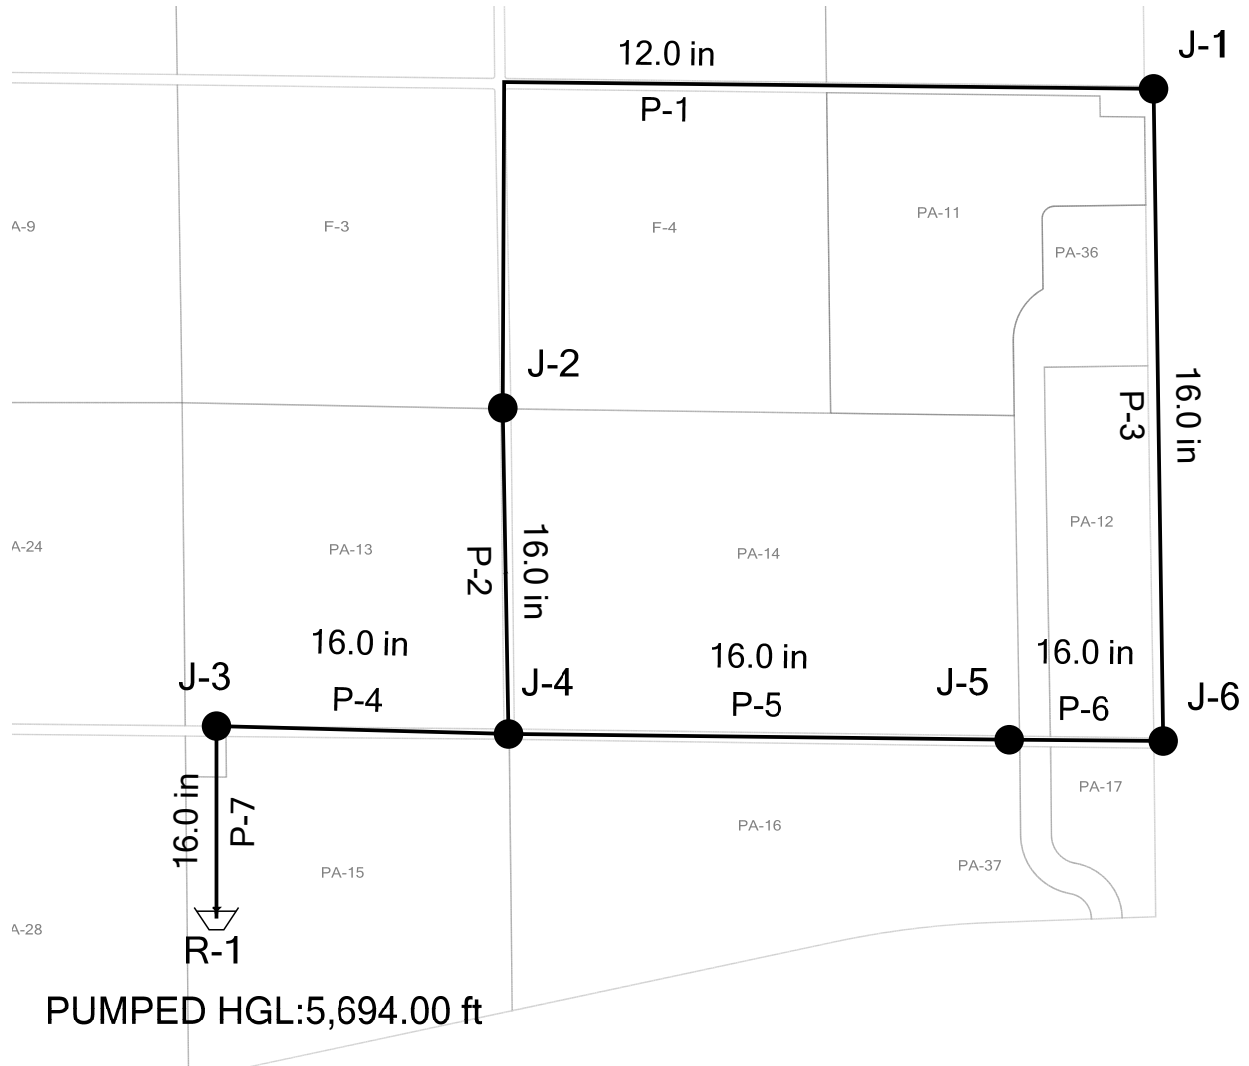 J-1
12.0 in
P-1
A-9
F-3
F-4
PA-11
PA-36
J-2
16.0 in
P-3
PA-12
A-24
PA-13
PA-14
P-2
16.0 in
16.0 in
16.0 in
16.0 in
J-3
P-4
J-4
P-5
J-5
P-6
J-6
16.0 in
P-7
PA-15
PA-16
PA-17
PA-37
A-28
R-1
PUMPED HGL:5,694.00 ft